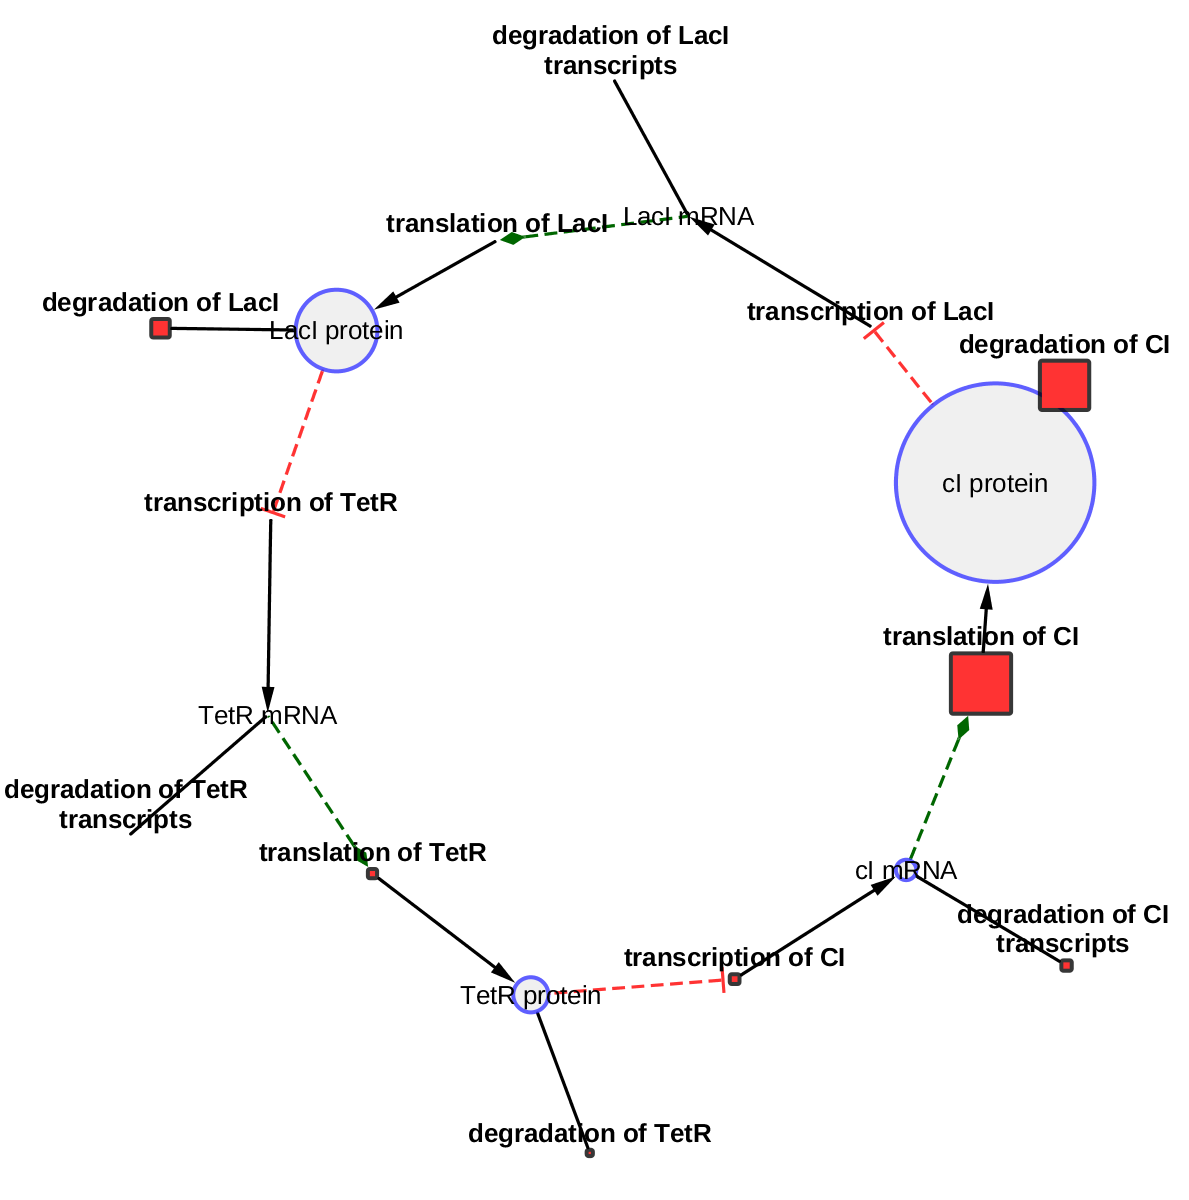 degradation of LacI
transcripts
translation of LacI
LacI mRNA
degradation of LacI
LacI protein
transcription of LacI
degradation of CI
cI protein
transcription of TetR
translation of CI
TetR mRNA
degradation of TetR
transcripts
translation of TetR
cI mRNA
degradation of CI
transcripts
transcription of CI
TetR protein
degradation of TetR